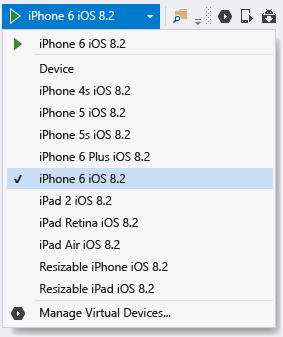 iPhone 6 iOS 8.2
iPhone 6 iOS 8.2
Device
iPhone 4s iOS 8.2
iPhone 5 iOS 8.2
iPhone 5s iOS 8.2
iPhone 6 Plus iOS 8.2
iPhone 6 iOS 8.2
iPad 2 iOS 8.2
iPad Retina iOS 8.2
iPad Air iOS 8.2
Resizable iPhone iOS 8.2
Resizable iPad iOS 8.2
Manage Virtual Devices...